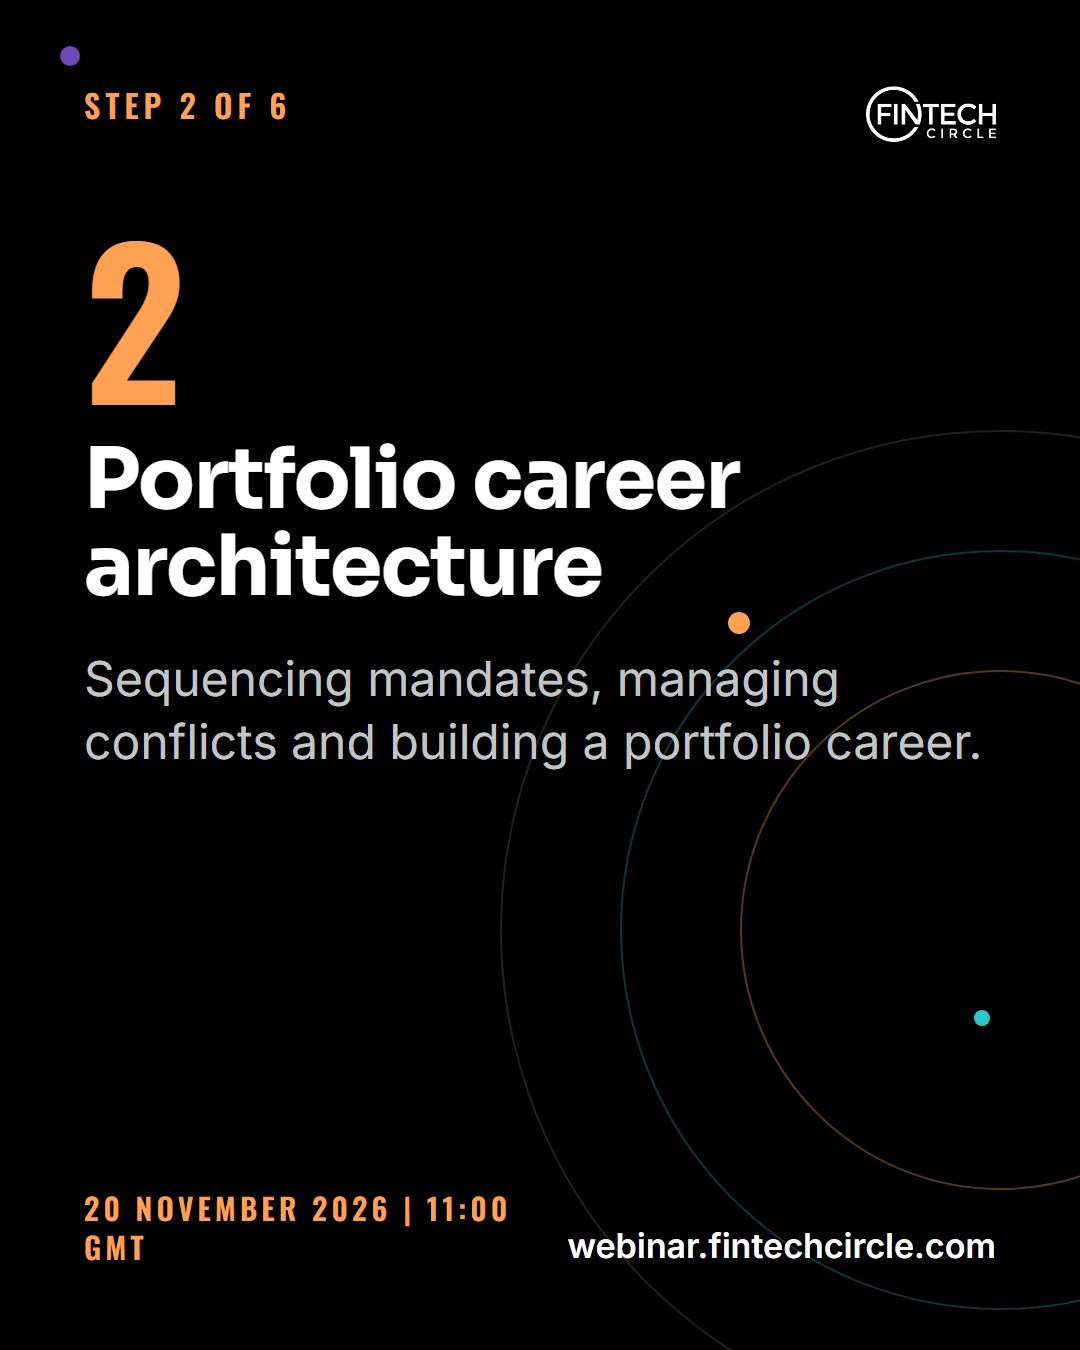 STEP 2 OF 6
FINTECH
CIRCLE
2
Portfolio career
architecture
Sequencing mandates, managing
conflicts and building a portfolio career.
20 NOVEMBER 2026 | 11:00
GMT
webinar.fintechcircle.com